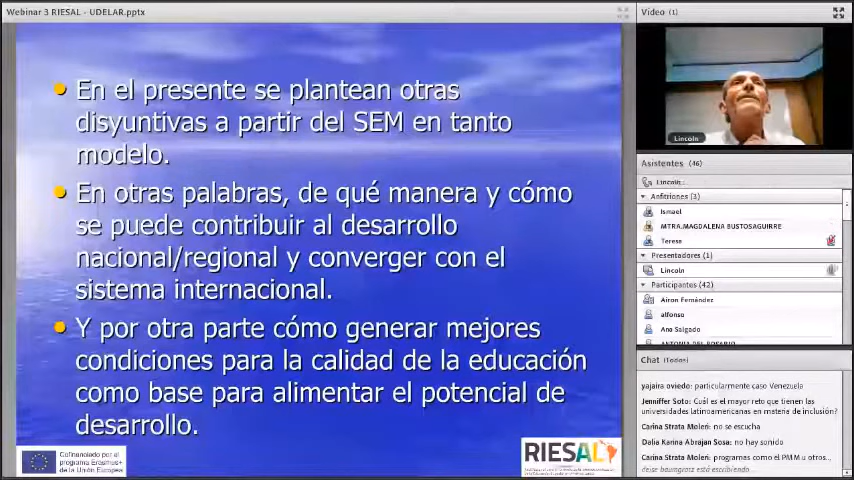 Webinar 3 RIESAL - UDELAR.pptx
En el presente se plantean otras
disyuntivas a partir del SEM en tanto
modelo.
En otras palabras, de qué manera y cómo
se puede contribuir al desarrollo
nacional/regional y converger con el
sistema internacional.
Y por otra parte cómo generar mejores
condiciones para la calidad de la educación
como base para alimentar el potencial de
desarrollo.
Cofinanciado por el
programa Erasmus+
de la Unión Europea
RIESAL
Vídeo (1)
Lincoln
Asistentes (46)
Lincoln
Anfitriones (3)
Ismael
MTRA.MAGDALENA BUSTOSAGUIRRE
Terese
Presentadores (1)
Lincoln
Participantes (42)
Airon Fernández
alfonso
Ana Salgado
ANTONIA DEL ROSARIO
Chat (Todos)
yajaira oviedo: particularmente caso Venezuela
Jenniffer Soto: Cuál es el mayor reto que tienen las
universidades latinoamericanas en materia de inclusión?
Carina Strata Moleri: no se escucha
Dalia Karina Abrajan Sosa: no hay sonido
Carina Strata Moleri: programas como el PMM u otros...
está escribiendo...